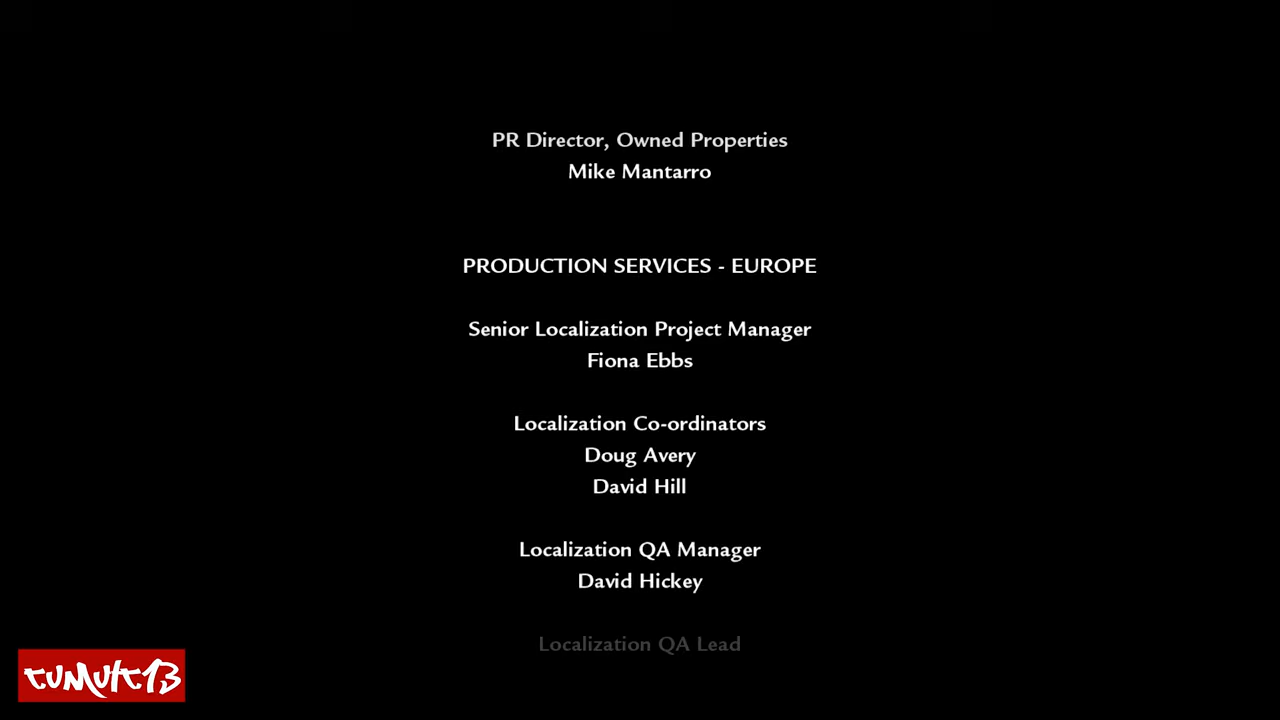 PR Director, Owned Properties
Mike Mantarro
PRODUCTION SERVICES - EUROPE
Senior Localization Project Manager
Fiona Ebbs
Localization Co-ordinators
Doug Avery
David Hill
Localization QA Manager
David Hickey
Localization QA Lead
tumult13